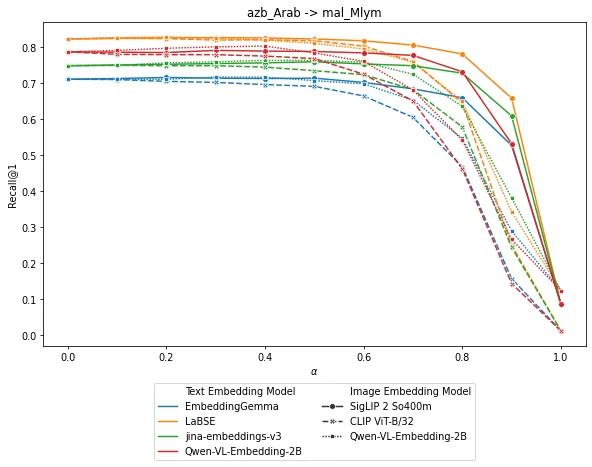 azb_Arab -> mal_Mlym
Recall@1
0.8
0.7
0.6
0.5
0.4
0.3
0.2
0.1
0.0
0.0 0.2 0.4 0.6 0.8 1.0
α
Text Embedding Model
EmbeddingGemma
LaBSE
jina-embeddings-v3
Qwen-VL-Embedding-2B
Image Embedding Model
SigLIP 2 So400m
CLIP ViT-B/32
Qwen-VL-Embedding-2B